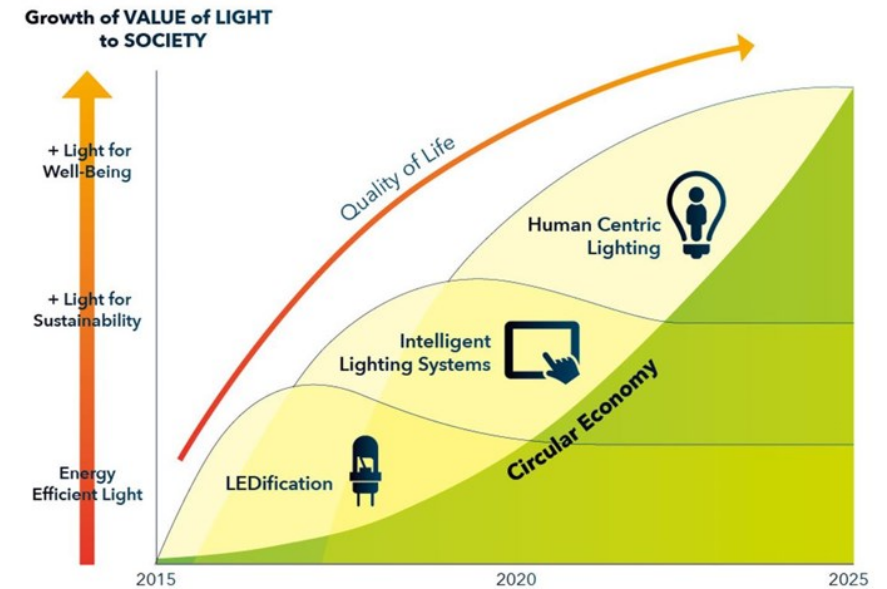 Growth of VALUE of LIGHT
to SOCIETY
+ Light for
Well-Being
Quality of Life
Human Centric
Lighting
+ Light for
Sustainability
Intelligent
Lighting Systems
Circular Economy
Energy
Efficient Light
LEDification
2015
2020
2025